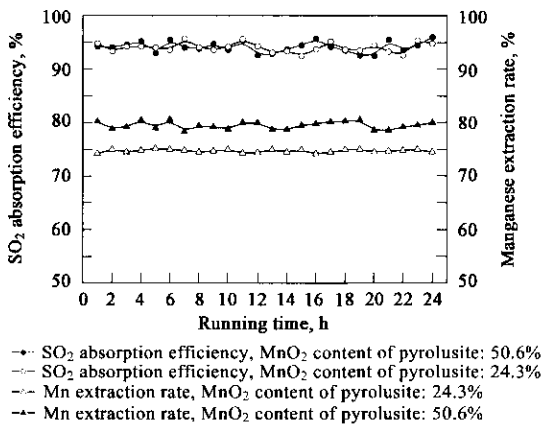 100
95
90
85
80
75
70
65
60
55
50
SO₂ absorption efficiency, %
100
95
90
85
80
75
70
65
60
55
50
Manganese extraction rate, %
0 2 4 6 8 10 12 14 16 18 20 22 24
Running time, h
SO₂ absorption efficiency, MnO₂ content of pyrolusite: 50.6%
SO₂ absorption efficiency, MnO₂ content of pyrolusite: 24.3%
Mn extraction rate, MnO₂ content of pyrolusite: 24.3%
Mn extraction rate, MnO₂ content of pyrolusite: 50.6%